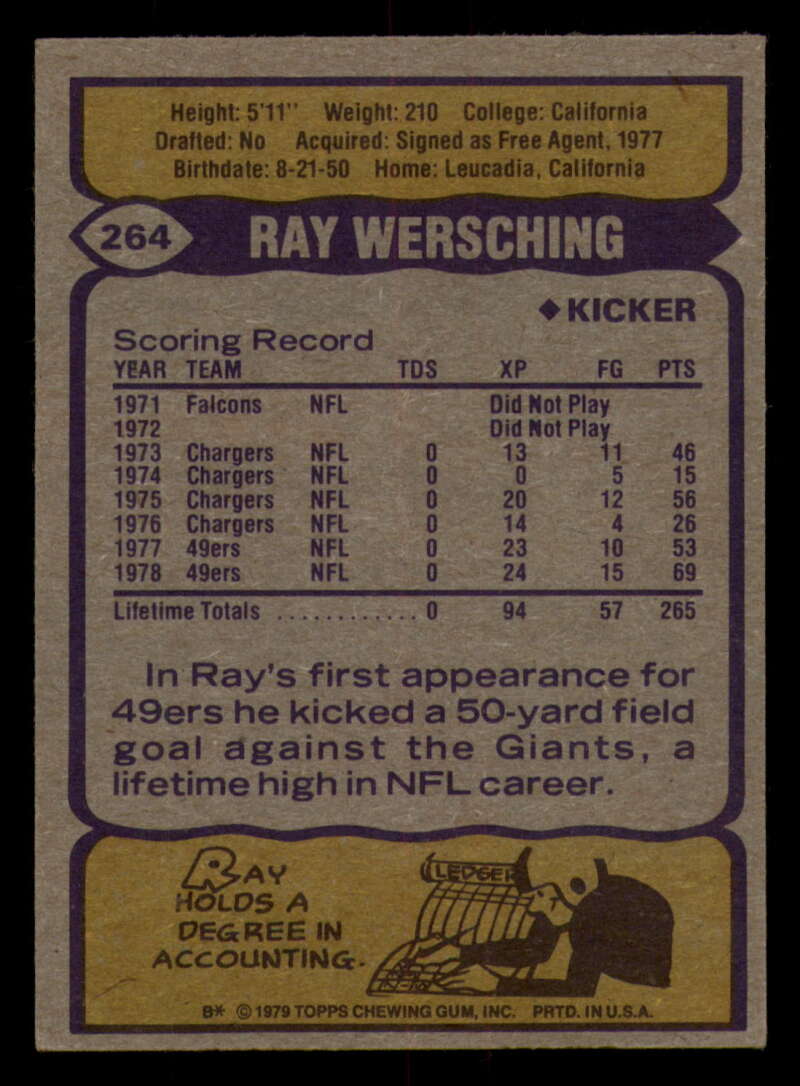 Height: 5'11" Weight: 210 College: California
Drafted: No Acquired: Signed as Free Agent, 1977
Birthdate: 8-21-50 Home: Leucadia, California
264 RAY WERSCHING
◆KICKER
Scoring Record
YEAR TEAM TDS XP FG PTS
1971 Falcons NFL Did Not Play
1972 Did Not Play
1973 Chargers NFL 0 13 11 46
1974 Chargers NFL 0 0 5 15
1975 Chargers NFL 0 20 12 56
1976 Chargers NFL 0 14 4 26
1977 49ers NFL 0 23 10 53
1978 49ers NFL 0 24 15 69
Lifetime Totals ............ 0 94 57 265
In Ray's first appearance for
49ers he kicked a 50-yard field
goal against the Giants, a
lifetime high in NFL career.
RAY
HOLDS A
DEGREE IN
ACCOUNTING.
LEDGER
B* © 1979 TOPPS CHEWING GUM, INC. PRTD. IN U.S.A.